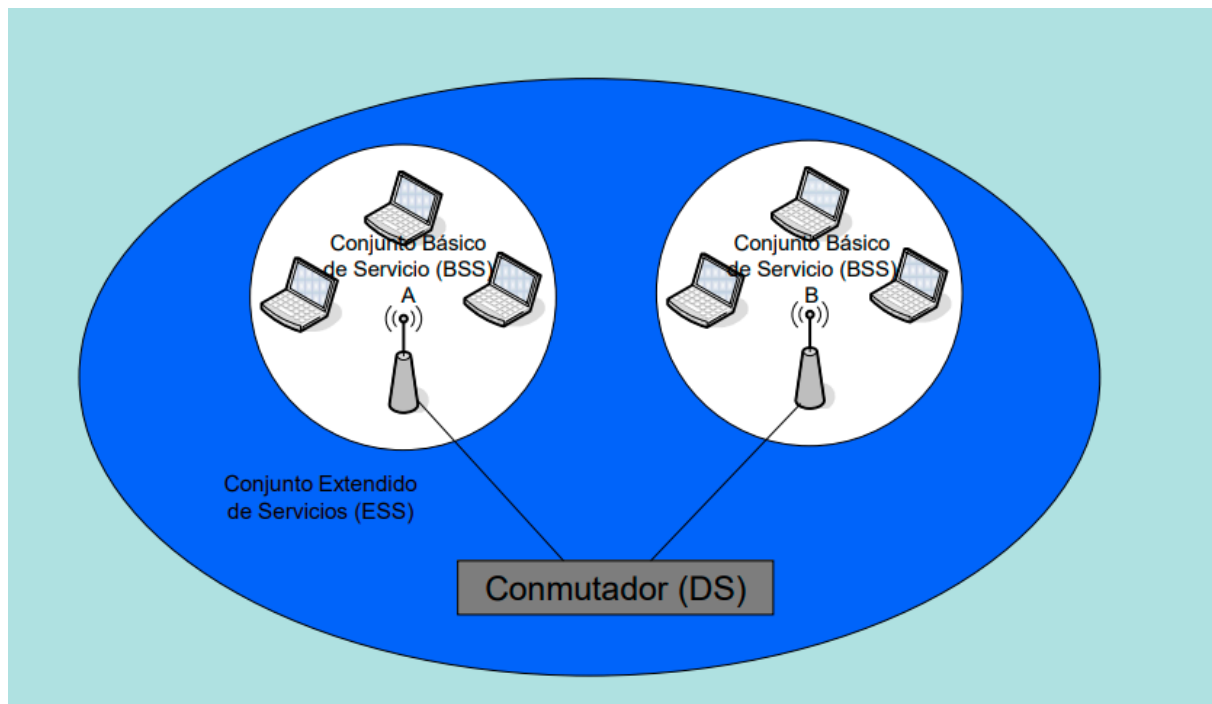 Conjunto Básico
de Servicio (BSS)
A
Conjunto Básico
de Servicio (BSS)
B
Conjunto Extendido
de Servicios (ESS)
Conmutador (DS)